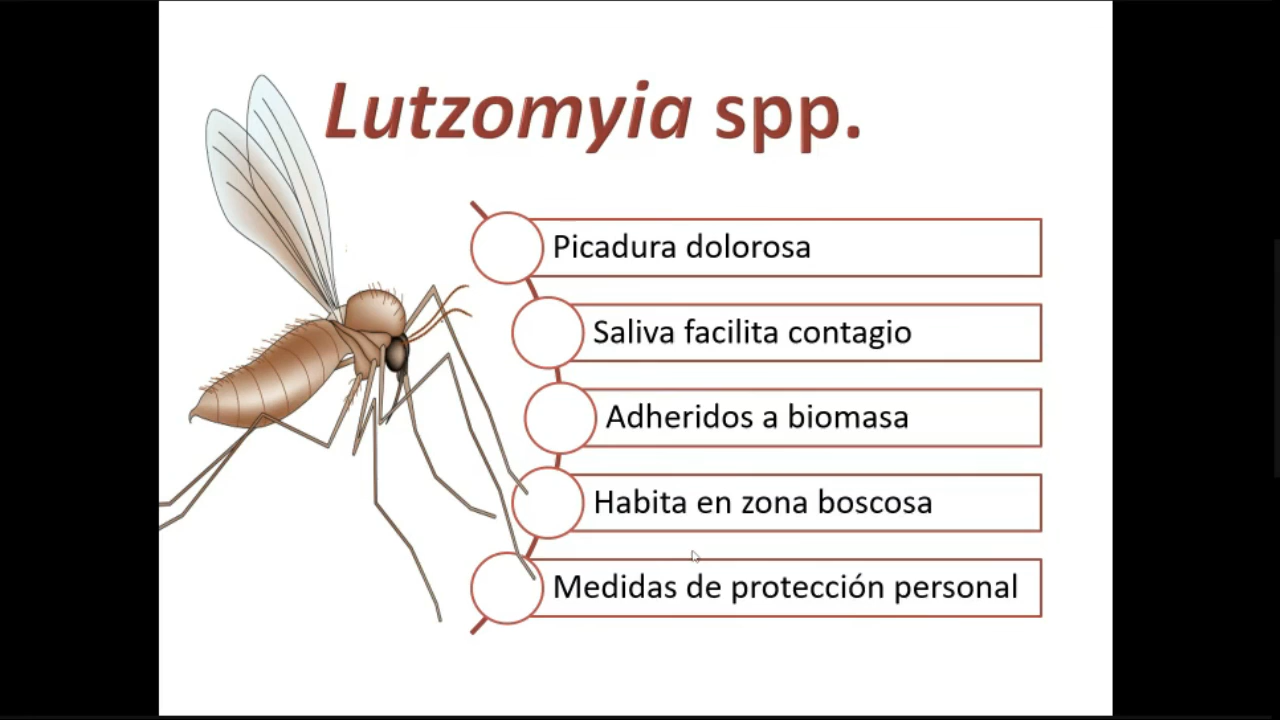 Lutzomyia spp.
Picadura dolorosa
Saliva facilita contagio
Adheridos a biomasa
Habita en zona boscosa
Medidas de protección personal